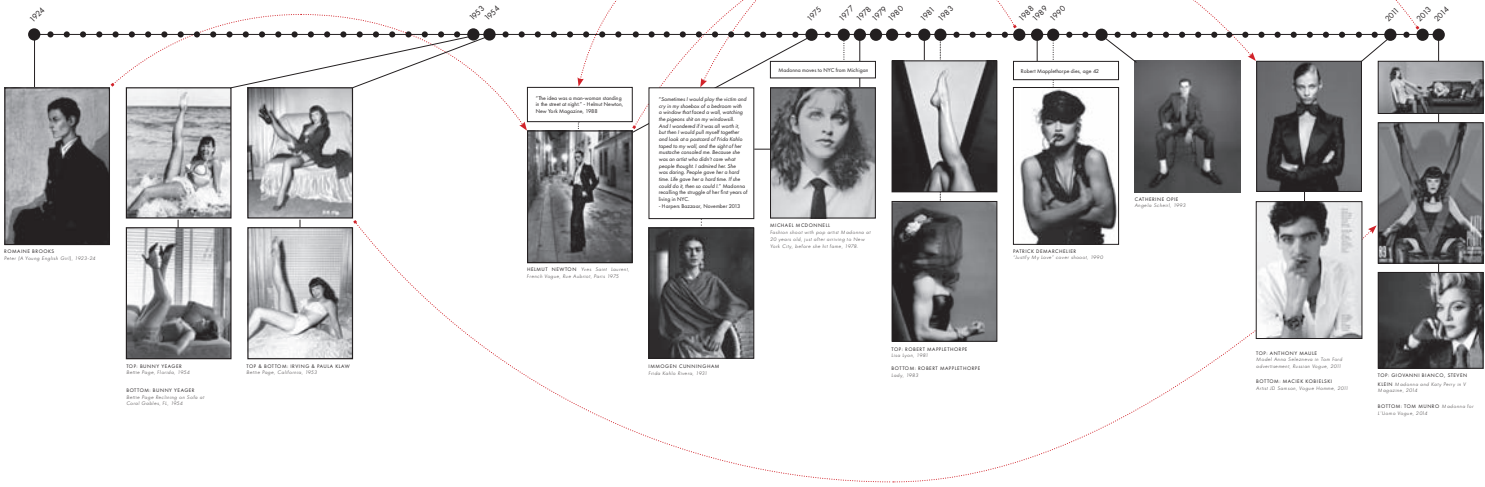 1924
1953
1954
1975
1977
1978
1979
1980
1981
1983
1988
1989
1990
2011
2013
2014
ROMAINE BROOKS
Peter (A Young English Girl), 1923-24
TOP: BUNNY YEAGER
Bettie Page, Florida, 1954
BOTTOM: BUNNY YEAGER
Bettie Page Reclining on Sofa at
Coral Gables, FL, 1954
TOP & BOTTOM: IRVING & PAULA KLAW
Bettie Page, California, 1953
"The idea was a man-woman standing
in the street at night." - Helmut Newton,
New York Magazine, 1988
HELMUT NEWTON Yves Saint Laurent,
French Vogue, Rue Aubriot, Paris 1975
"Sometimes I would play the victim and
cry in my shoebox of a bedroom with
a window that faced a wall, watching
the pigeons shit on my windowsill.
And I wondered if it was all worth it,
but then I would pull myself together
and look at a postcard of Frida Kahlo
taped to my wall, and the sight of her
mustache consoled me. Because she
was an artist who didn't care what
people thought. I admired her. She
was daring. People gave her a hard
time. Life gave her a hard time. If she
could do it, then so could I." Madonna
recalling the struggle of her first years of
living in NYC.
- Harpers Bazaar, November 2013
IMMOGEN CUNNINGHAM
Frida Kahlo Rivera, 1931
Madonna moves to NYC from Michigan
MICHAEL MCDONNELL
Fashion shoot with pop artist Madonna at
20 years old, just after arriving to New
York City, before she hit fame, 1978
TOP: ROBERT MAPPLETHORPE
Lisa Lyon, 1981
BOTTOM: ROBERT MAPPLETHORPE
Lady, 1983
Robert Mapplethorpe dies, age 42
PATRICK DEMARCHELIER
"Justify My Love" cover shoot, 1990
CATHERINE OPIE
Angela Scheirl, 1993
TOP: ANTHONY MAULE
Model Anna Selezneva in Tom Ford
advertisement, Russian Vogue, 2011
BOTTOM: MACIEK KOBIELSKI
Artist JD Samson, Vogue Homme, 2011
TOP: GIOVANNI BIANCO, STEVEN
KLEIN Madonna and Katy Perry in V
Magazine, 2014
BOTTOM: TOM MUNRO Madonna for
L'Uomo Vogue, 2014